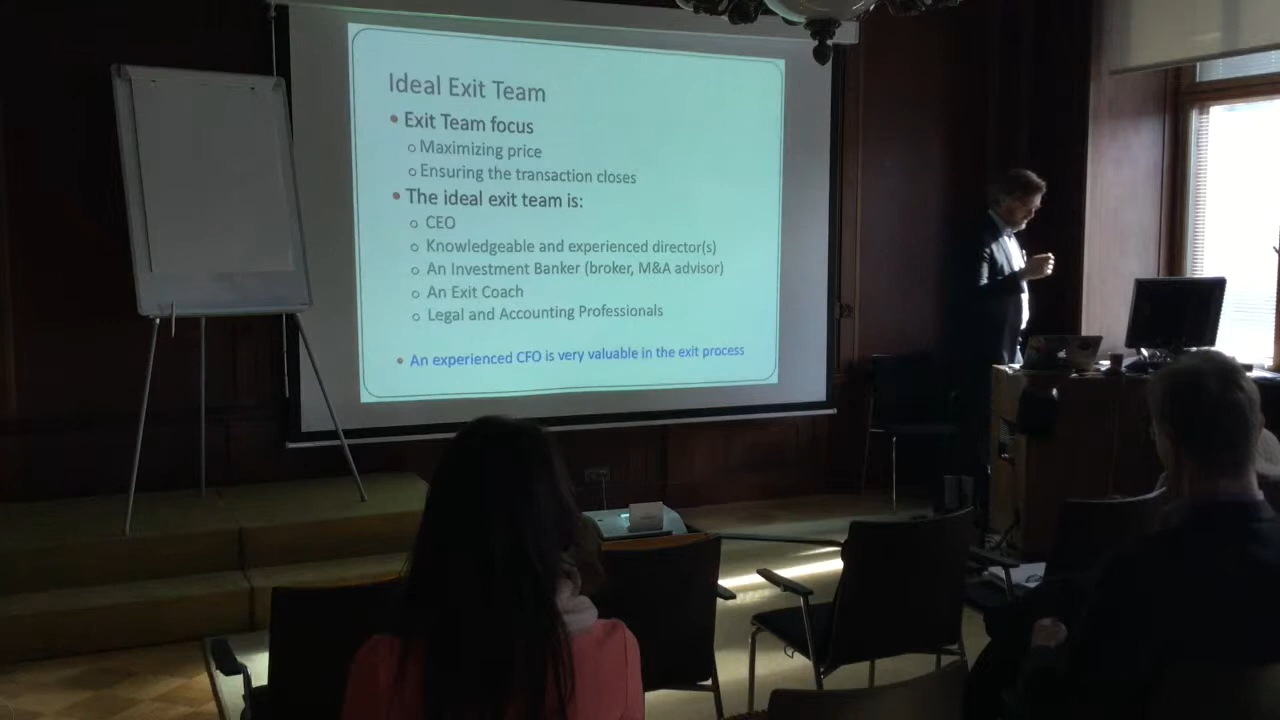 Ideal Exit Team
• Exit Team focus
o Maximizing price
o Ensuring the transaction closes
• The ideal exit team is:
o CEO
o Knowledgeable and experienced director(s)
o An Investment Banker (broker, M&A advisor)
o An Exit Coach
o Legal and Accounting Professionals
• An experienced CFO is very valuable in the exit process